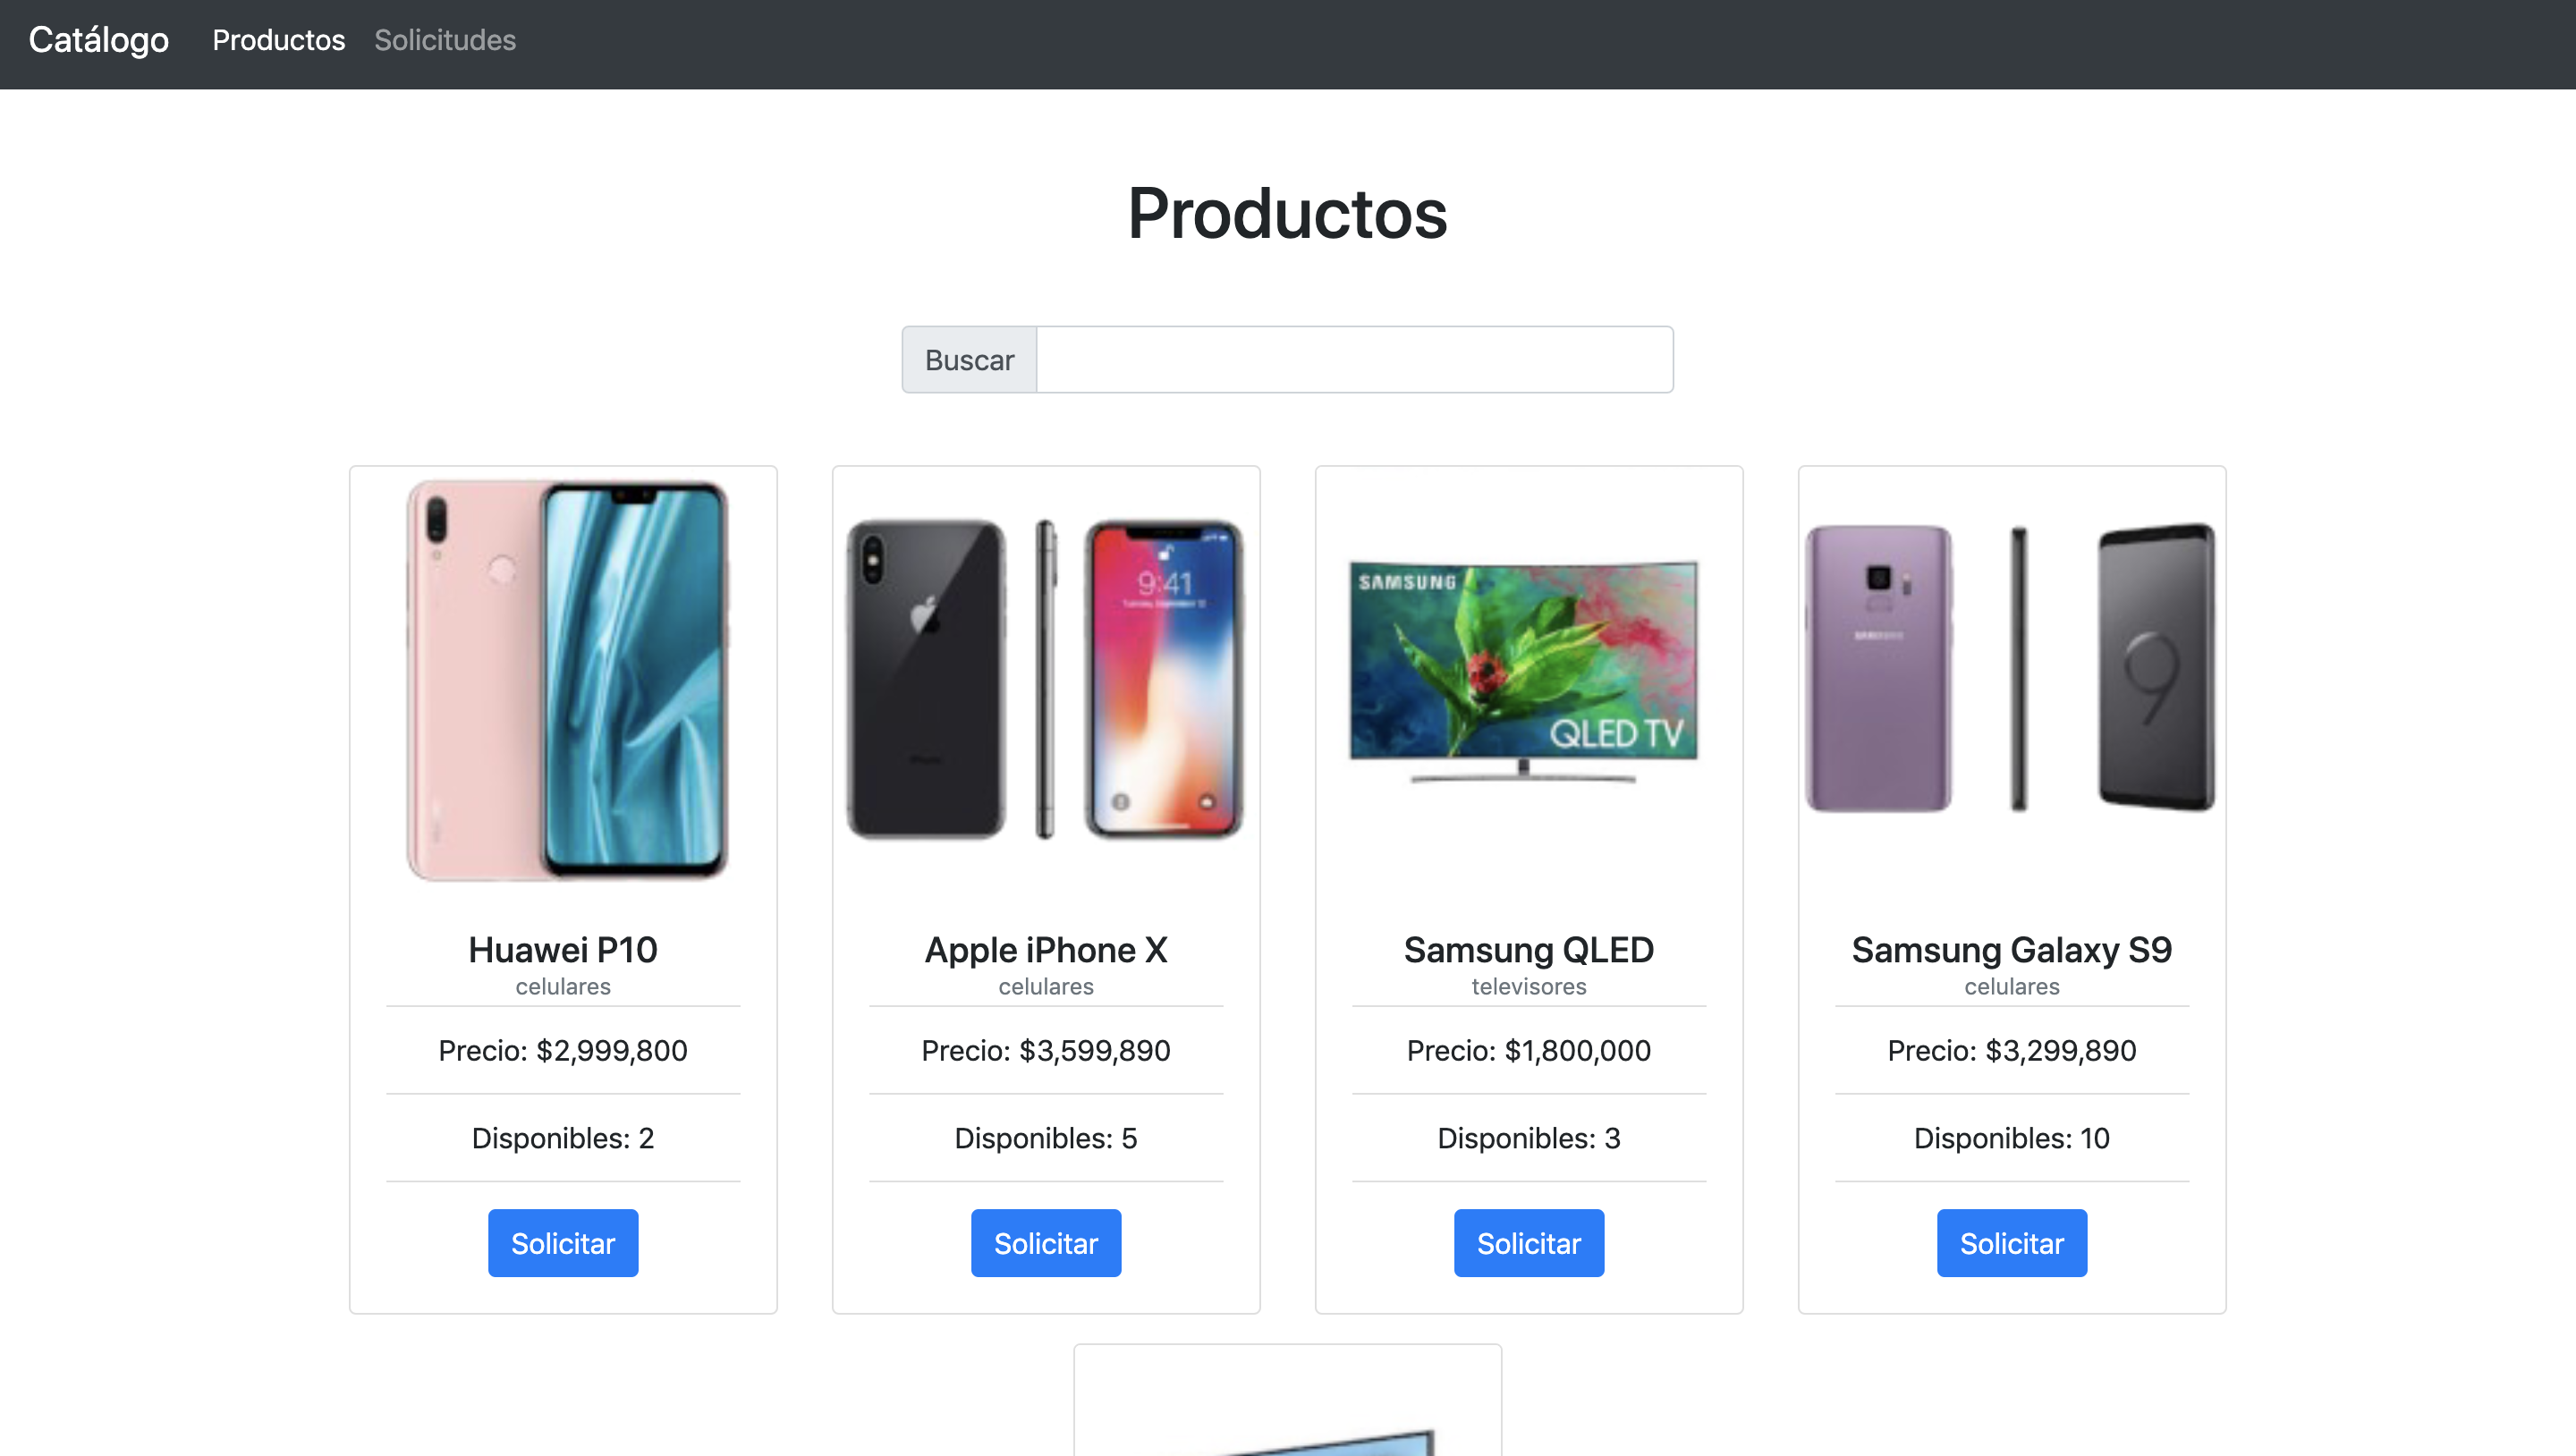 Catálogo Productos Solicitudes
Productos
Buscar
9:41
SAMSUNG
QLED TV
SAMSUNG
9
Huawei P10
celulares
Precio: $2,999,800
Disponibles: 2
Solicitar
Apple iPhone X
celulares
Precio: $3,599,890
Disponibles: 5
Solicitar
Samsung QLED
televisores
Precio: $1,800,000
Disponibles: 3
Solicitar
Samsung Galaxy S9
celulares
Precio: $3,299,890
Disponibles: 10
Solicitar